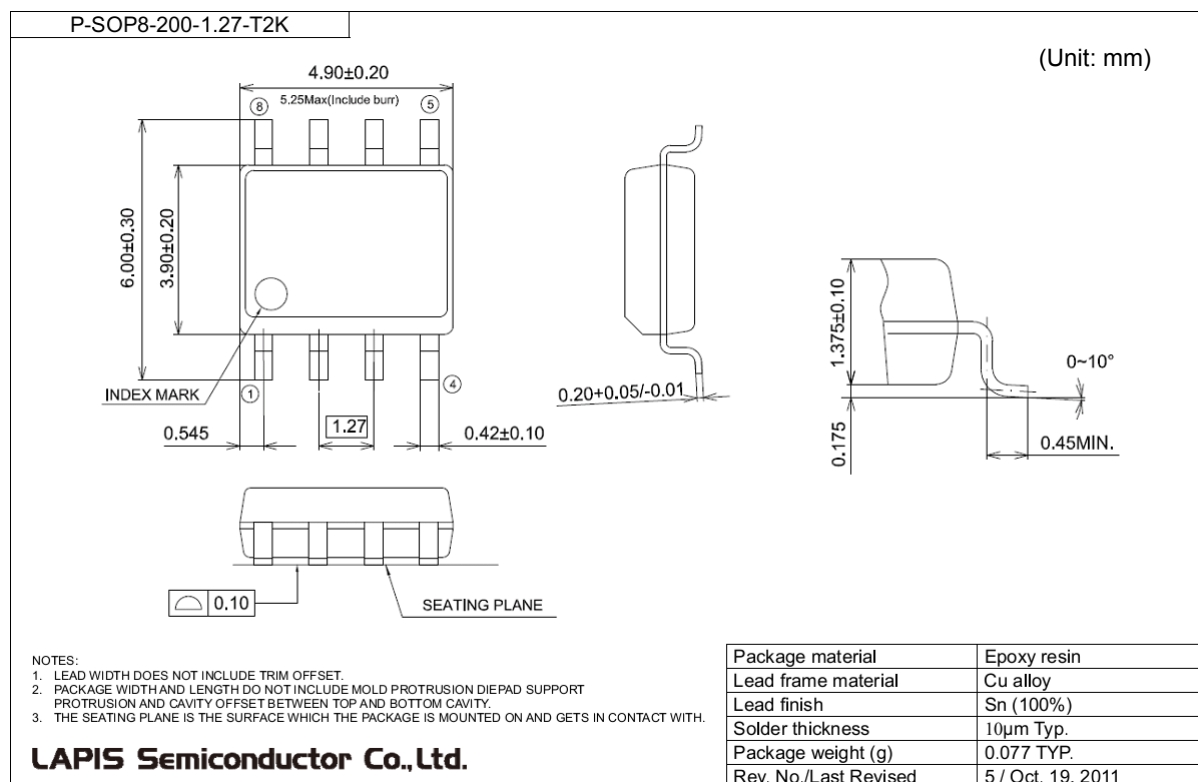 P-SOP8-200-1.27-T2K
(Unit: mm)
4.90±0.20
5.25Max(Include burr)
8
5
6.00±0.30
3.90±0.20
INDEX MARK
1
4
0.545
1.27
0.42±0.10
0.20+0.05/-0.01
1.375±0.10
0.175
0~10°
0.45MIN.
0.10
SEATING PLANE
NOTES:
1. LEAD WIDTH DOES NOT INCLUDE TRIM OFFSET.
2. PACKAGE WIDTH AND LENGTH DO NOT INCLUDE MOLD PROTRUSION DIEPAD SUPPORT
PROTRUSION AND CAVITY OFFSET BETWEEN TOP AND BOTTOM CAVITY.
3. THE SEATING PLANE IS THE SURFACE WHICH THE PACKAGE IS MOUNTED ON AND GETS IN CONTACT WITH.
LAPIS Semiconductor Co.,Ltd.
Package material Epoxy resin
Lead frame material Cu alloy
Lead finish Sn (100%)
Solder thickness 10μm Typ.
Package weight (g) 0.077 TYP.
Rev. No./Last Revised 5 / Oct. 19, 2011